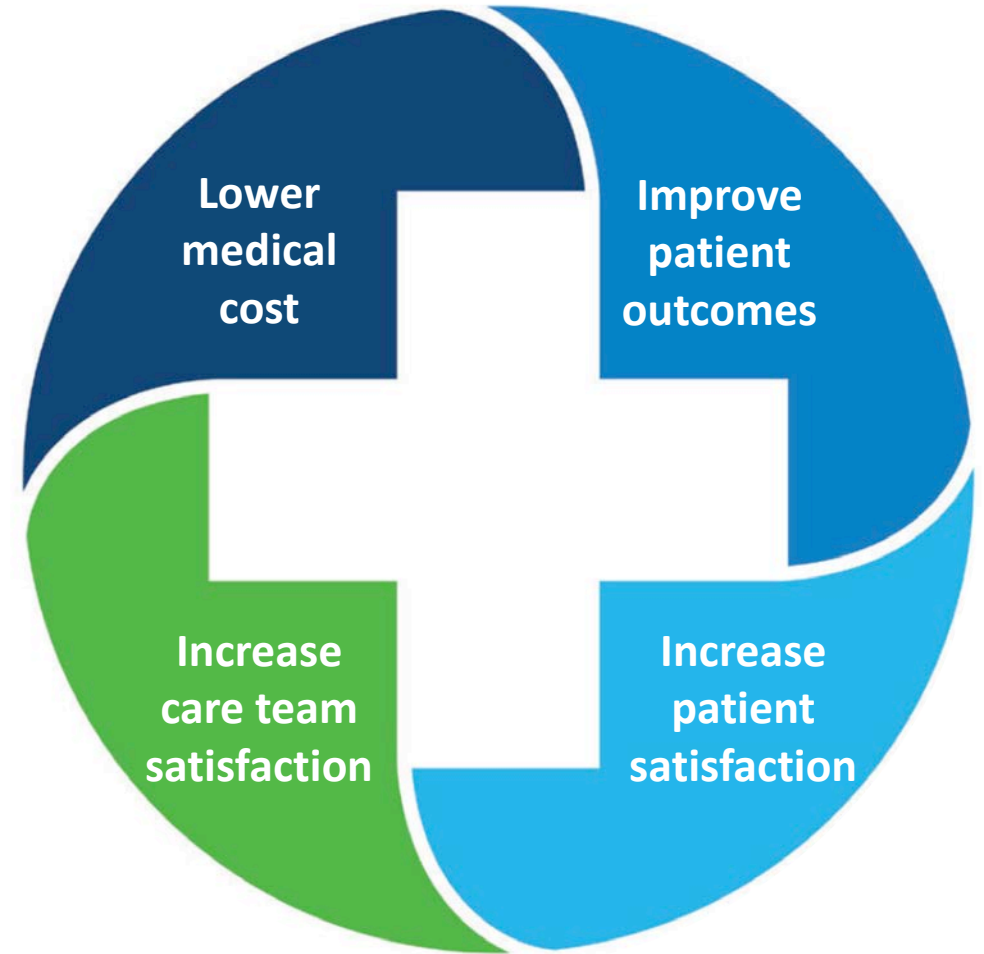 Lower
medical
cost
Improve
patient
outcomes
Increase
care team
satisfaction
Increase
patient
satisfaction